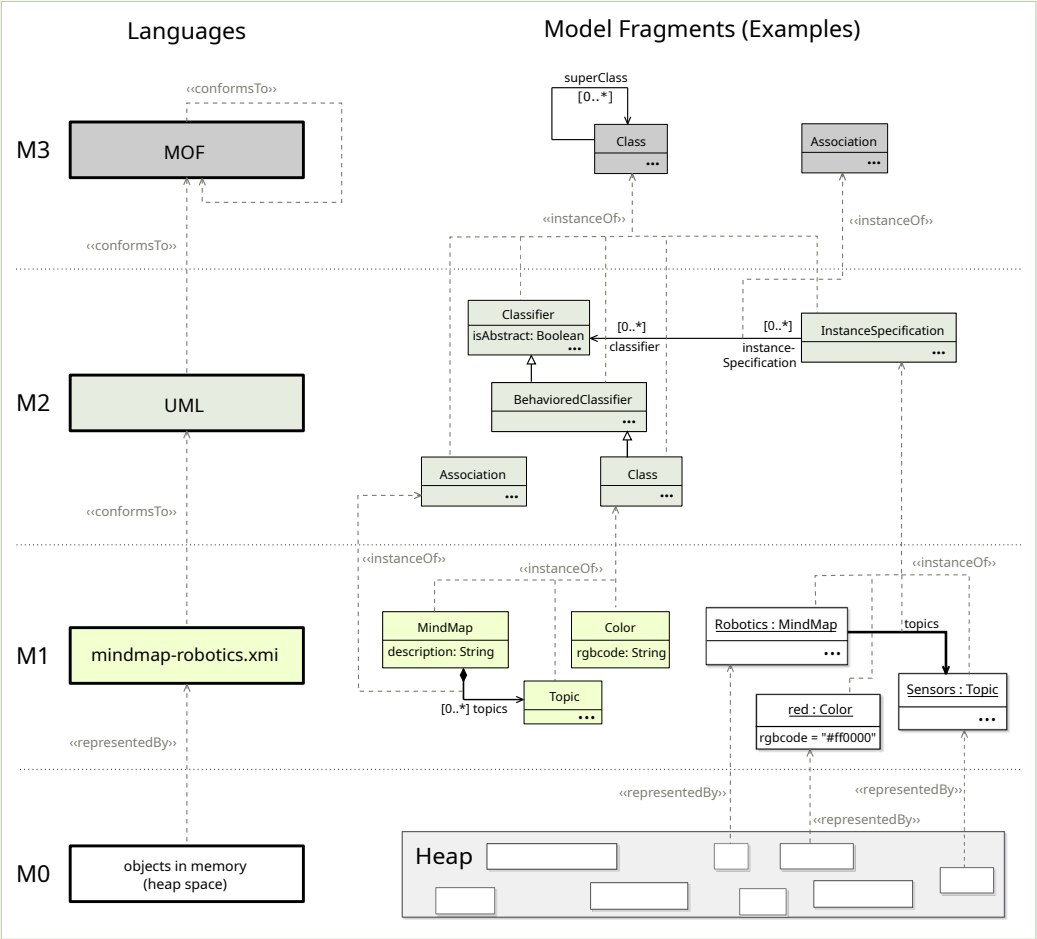 Languages
Model Fragments (Examples)
M3
‹‹conformsTo››
MOF
‹‹conformsTo››
superClass
[0..*]
Class
...
Association
...
‹‹instanceOf››
‹‹instanceOf››
M2
UML
‹‹conformsTo››
Classifier
isAbstract: Boolean
...
[0..*]
classifier
[0..*]
instance-
Specification
InstanceSpecification
...
BehavioredClassifier
...
Association
...
Class
...
M1
mindmap-robotics.xmi
‹‹representedBy››
‹‹instanceOf››
‹‹instanceOf››
‹‹instanceOf››
MindMap
description: String
Color
rgbcode: String
[0..*] topics
Topic
...
Robotics : MindMap
...
topics
Sensors : Topic
...
red : Color
rgbcode = "#ff0000"
‹‹representedBy››
‹‹representedBy››
‹‹representedBy››
M0
objects in memory
(heap space)
Heap